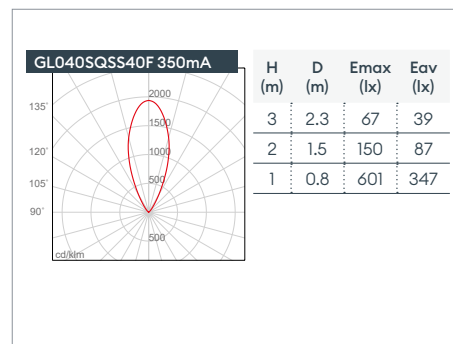 GL040SQSS40F 350mA
2000
135°
1500
120°
1000
105°
500
90°
500
cd/klm
H D Emax Eav
(m) (m) (lx) (lx)
3 2.3 67 39
2 1.5 150 87
1 0.8 601 347